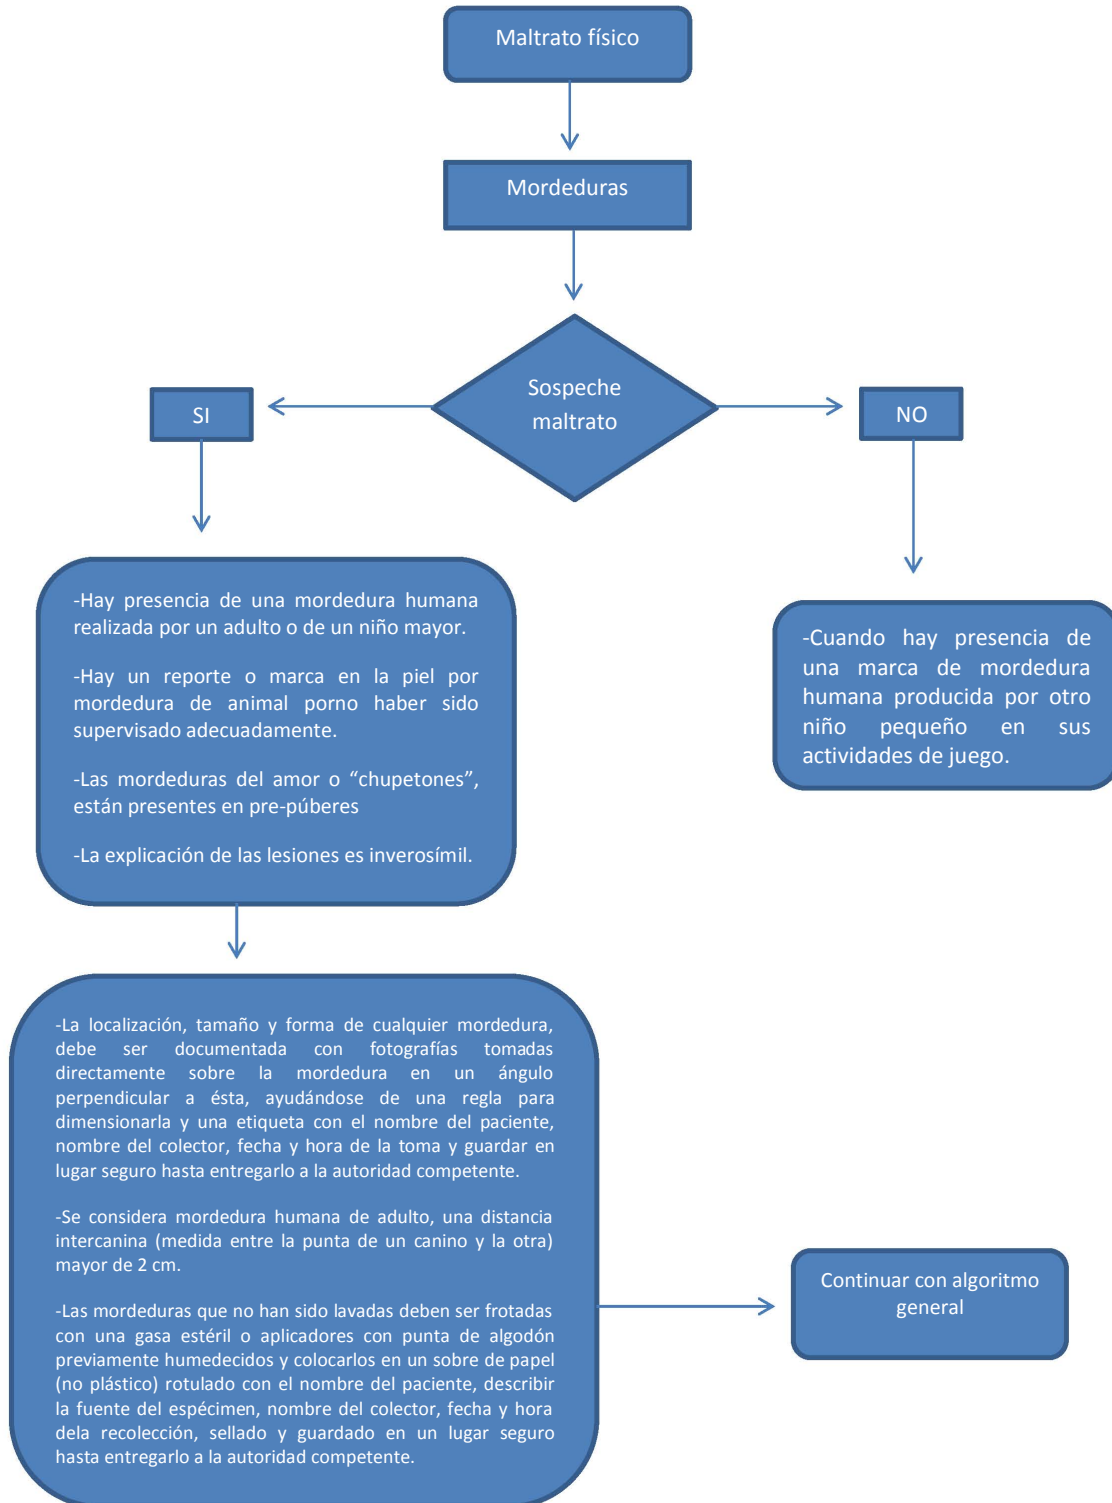 Maltrato físico
Mordeduras
Sospeche
maltrato
SI
NO
-Hay presencia de una mordedura humana
realizada por un adulto o de un niño mayor.
-Hay un reporte o marca en la piel por
mordedura de animal porno haber sido
supervisado adecuadamente.
-Las mordeduras del amor o “chupetones”,
están presentes en pre-púberes
-La explicación de las lesiones es inverosímil.
-Cuando hay presencia de
una marca de mordedura
humana producida por otro
niño pequeño en sus
actividades de juego.
-La localización, tamaño y forma de cualquier mordedura,
debe ser documentada con fotografías tomadas
directamente sobre la mordedura en un ángulo
perpendicular a ésta, ayudándose de una regla para
dimensionarla y una etiqueta con el nombre del paciente,
nombre del colector, fecha y hora de la toma y guardar en
lugar seguro hasta entregarlo a la autoridad competente.
-Se considera mordedura humana de adulto, una distancia
intercanina (medida entre la punta de un canino y la otra)
mayor de 2 cm.
-Las mordeduras que no han sido lavadas deben ser frotadas
con una gasa estéril o aplicadores con punta de algodón
previamente humedecidos y colocarlos en un sobre de papel
(no plástico) rotulado con el nombre del paciente, describir
la fuente del espécimen, nombre del colector, fecha y hora
dela recolección, sellado y guardado en un lugar seguro
hasta entregarlo a la autoridad competente.
Continuar con algoritmo
general